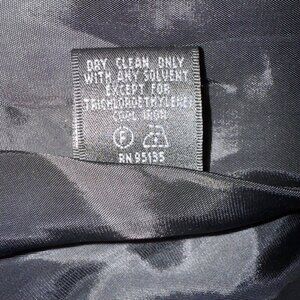 DRY CLEAN ONLY
WITH ANY SOLVENT
EXCEPT FOR
TRICHLOROETHYLENE;
COOL IRON
F
RN 95135